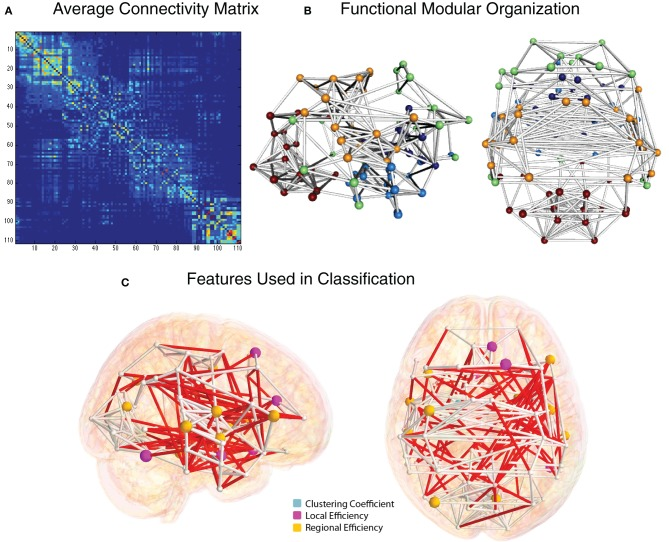 A Average Connectivity Matrix
B Functional Modular Organization
10
20
30
40
50
60
70
80
90
100
110
10 20 30 40 50 60 70 80 90 100 110
C Features Used in Classification
Clustering Coefficient
Local Efficiency
Regional Efficiency